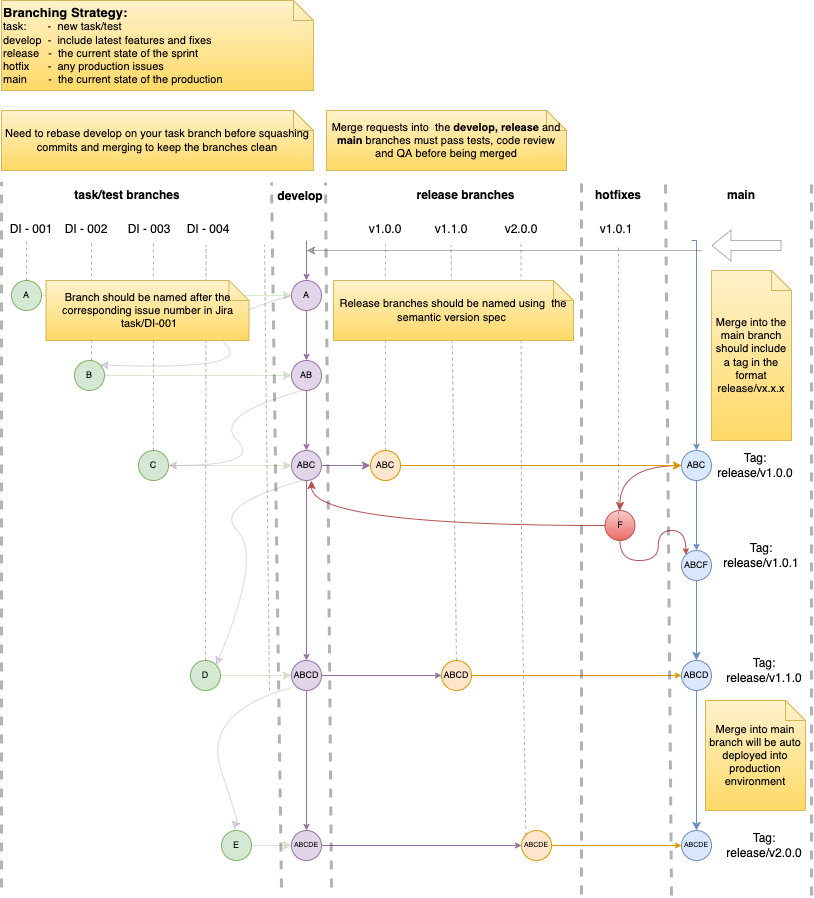 Branching Strategy:
task: - new task/test
develop - include latest features and fixes
release - the current state of the sprint
hotfix - any production issues
main - the current state of the production
Need to rebase develop on your task branch before squashing
commits and merging to keep the branches clean
Merge requests into the develop, release and
main branches must pass tests, code review
and QA before being merged
task/test branches
develop
release branches
hotfixes
main
DI - 001
DI - 002
DI - 003
DI - 004
v1.0.0
v1.1.0
v2.0.0
v1.0.1
A
Branch should be named after the
corresponding issue number in Jira
task/DI-001
A
Release branches should be named using the
semantic version spec
Merge into the
main branch
should include
a tag in the
format
release/vx.x.x
B
AB
C
ABC
ABC
ABC
Tag:
release/v1.0.0
F
ABCF
Tag:
release/v1.0.1
D
ABCD
ABCD
ABCD
Tag:
release/v1.1.0
Merge into main
branch will be auto
deployed into
production
environment
E
ABCDE
ABCDE
ABCDE
Tag:
release/v2.0.0